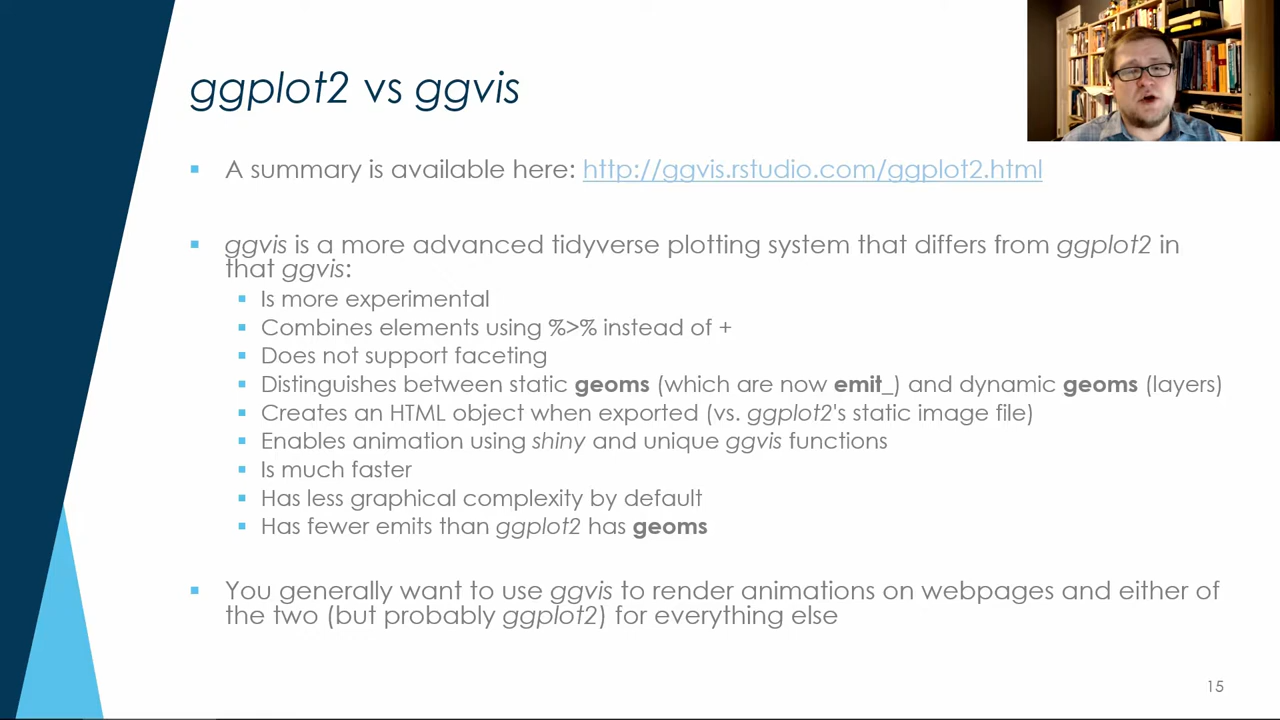 ggplot2 vs ggvis
A summary is available here: http://ggvis.rstudio.com/ggplot2.html
ggvis is a more advanced tidyverse plotting system that differs from ggplot2 in
that ggvis:
Is more experimental
Combines elements using %>% instead of +
Does not support faceting
Distinguishes between static geoms (which are now emit_) and dynamic geoms (layers)
Creates an HTML object when exported (vs. ggplot2's static image file)
Enables animation using shiny and unique ggvis functions
Is much faster
Has less graphical complexity by default
Has fewer emits than ggplot2 has geoms
You generally want to use ggvis to render animations on webpages and either of
the two (but probably ggplot2) for everything else
15